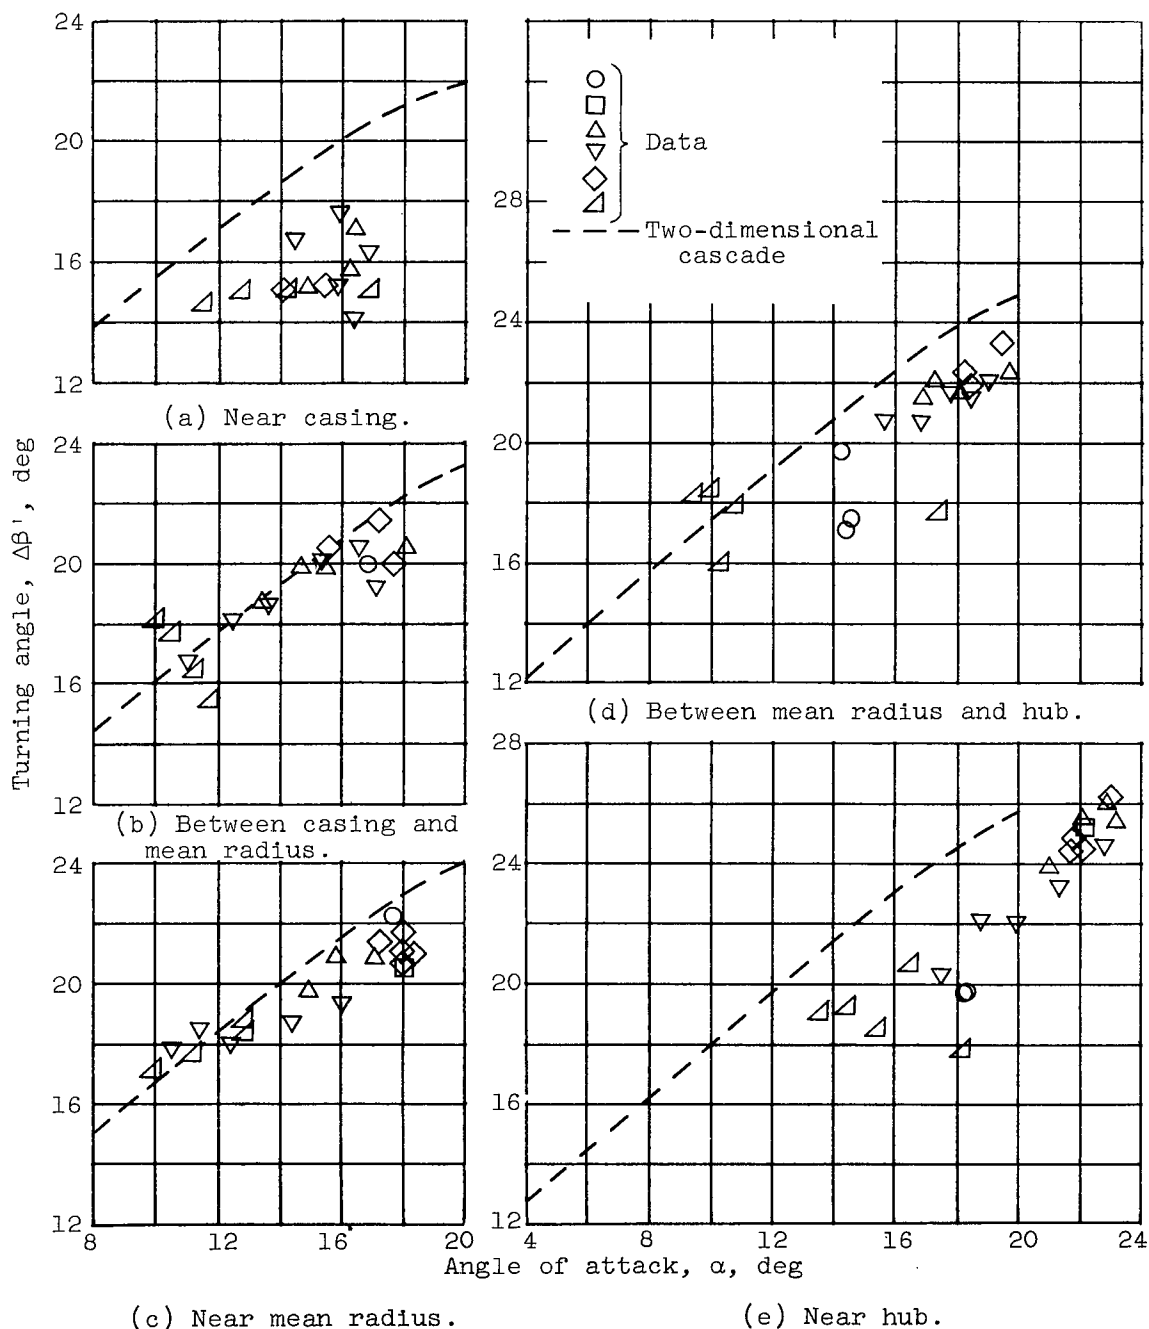 24
20
16
12
(a) Near casing.
24
20
16
12
(b) Between casing and
mean radius.
24
20
16
12
8 12 16 20
(c) Near mean radius.
Turning angle, Δβ', deg
Data
Two-dimensional
cascade
28
24
20
16
12
(d) Between mean radius and hub.
28
24
20
16
12
4 8 12 16 20 24
Angle of attack, α, deg
(e) Near hub.